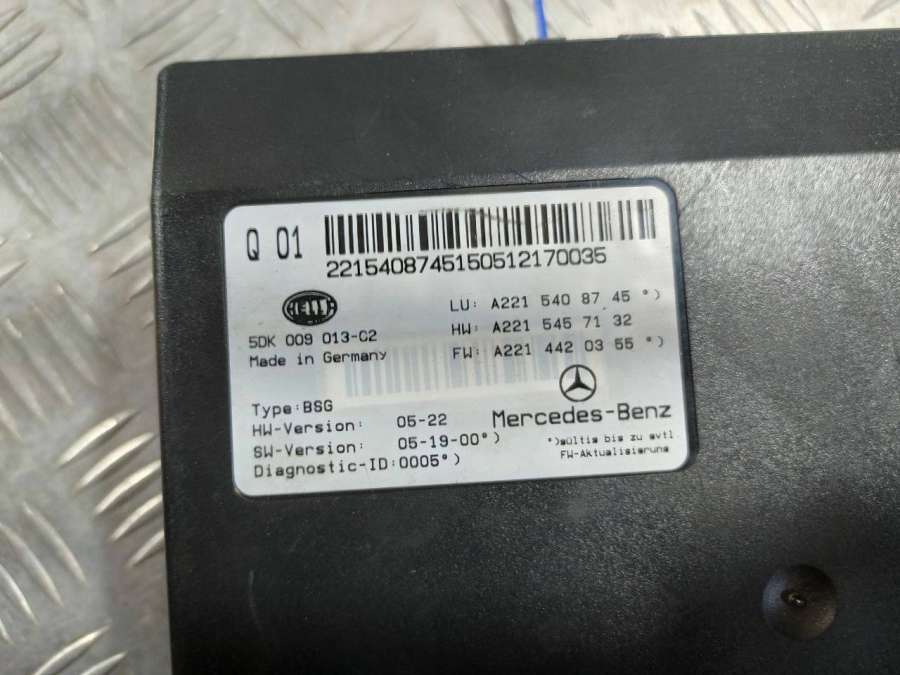 Q 01
2215408745150512170035
HELLA
LU: A221 540 87 45 *)
5DK 009 013-C2
HW: A221 545 71 32
Made in Germany
FW: A221 442 03 55 *)
Type:BSG
HW-Version: 05-22
Mercedes-Benz
SW-Version: 05-19-00*)
*)gültig bis zu evtl.
Diagnostic-ID:0005*)
FW-Aktualisierung